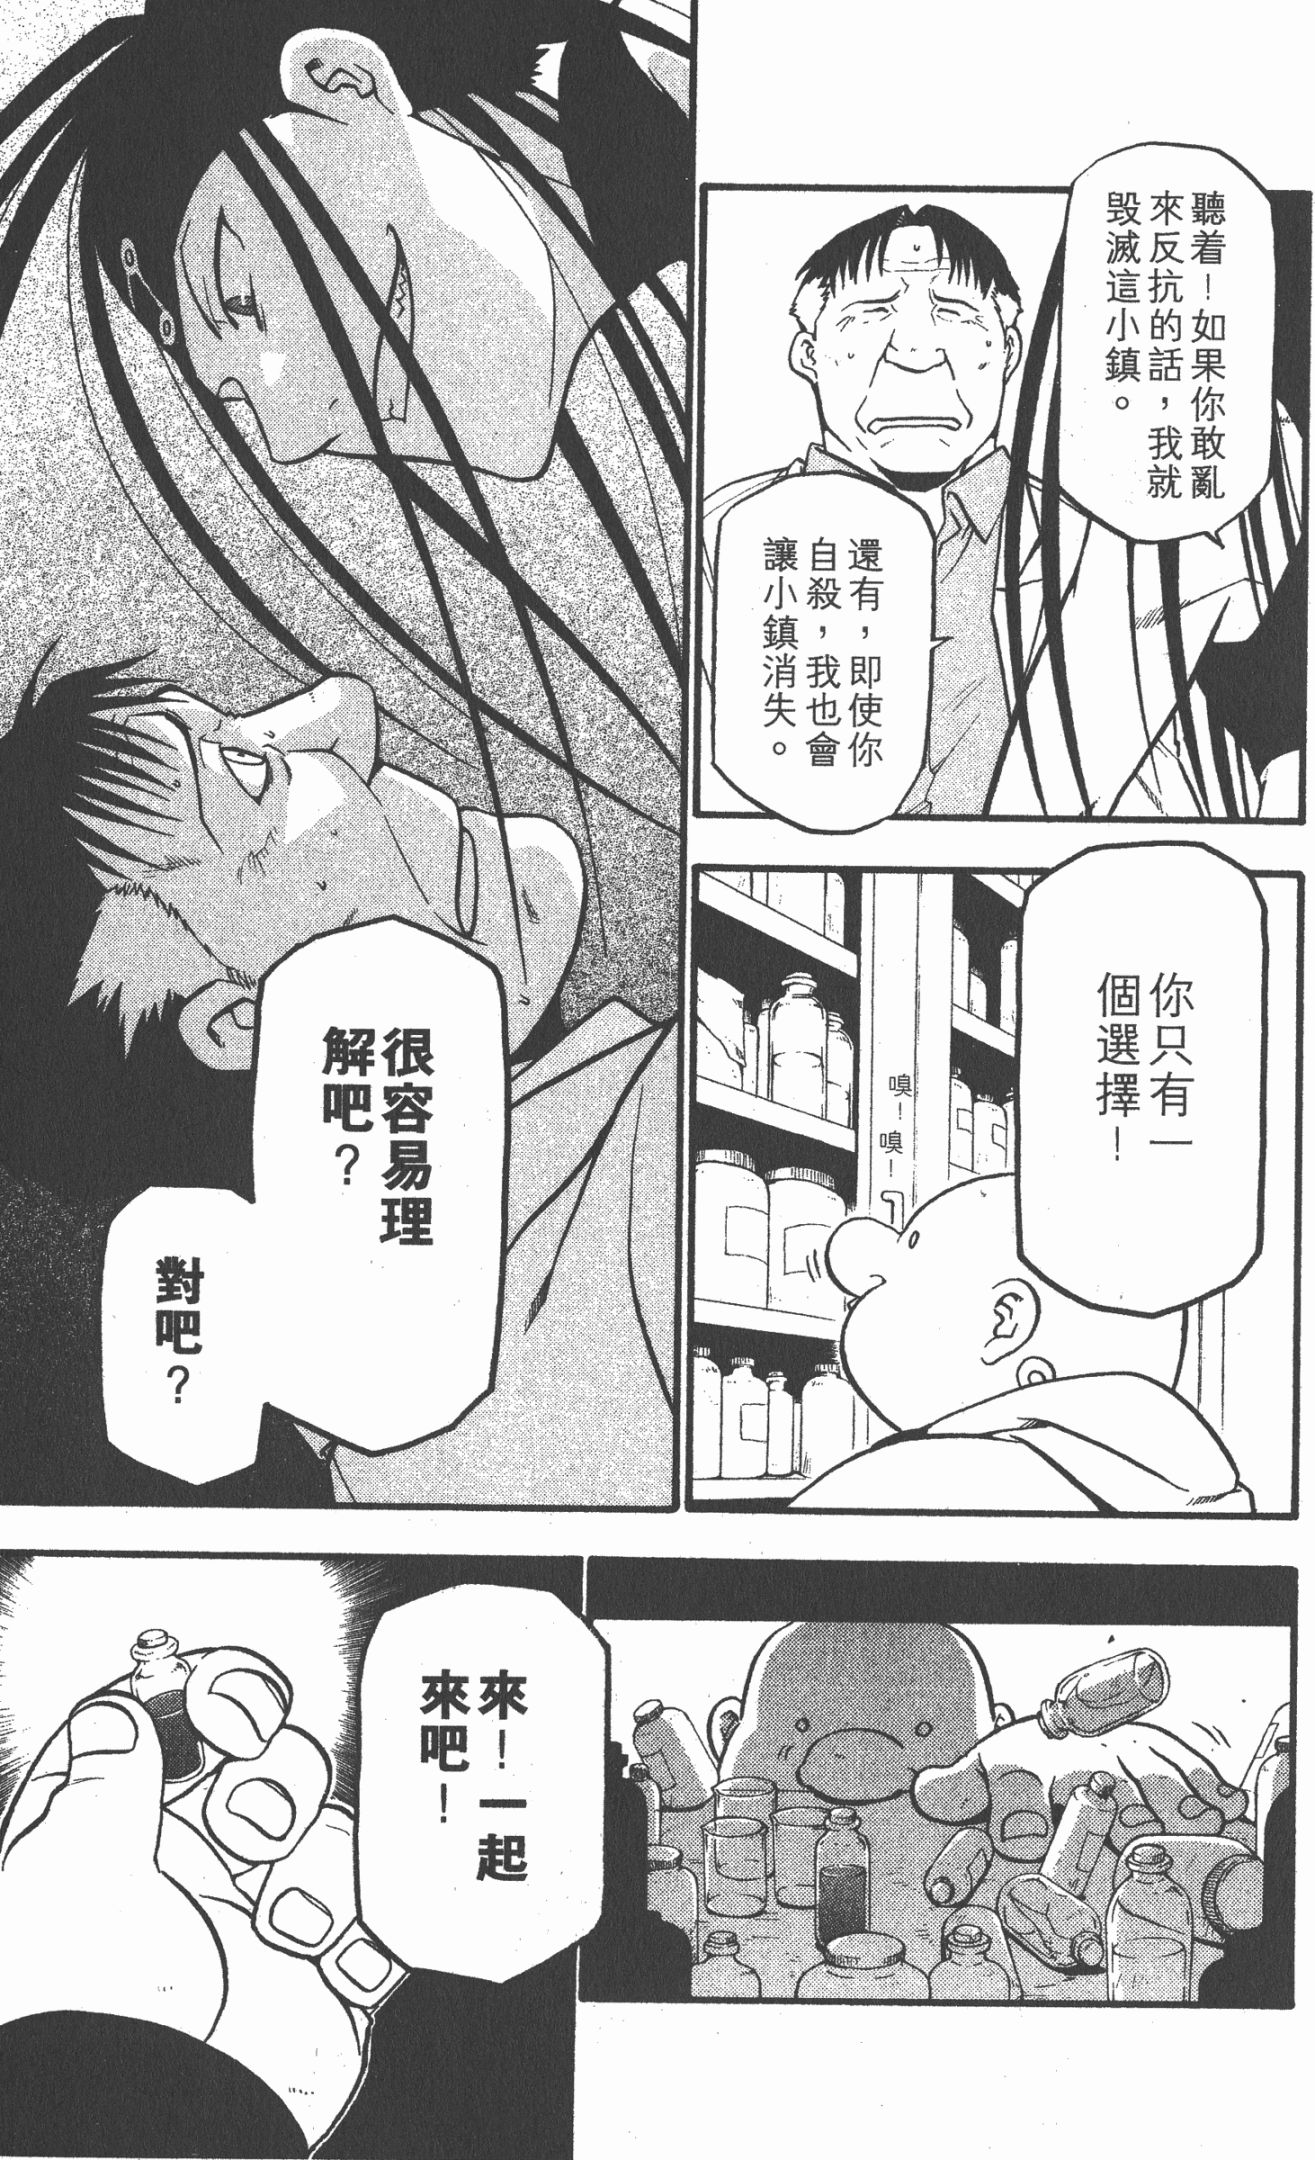 聽着！如果你敢亂
來反抗的話，我就
毀滅這小鎮。
還有，即使你
自殺，我也會
讓小鎮消失。
你只有一
個選擇！
嗅！嗅！
很容易理
解吧？
對吧？
來！一起
來吧！